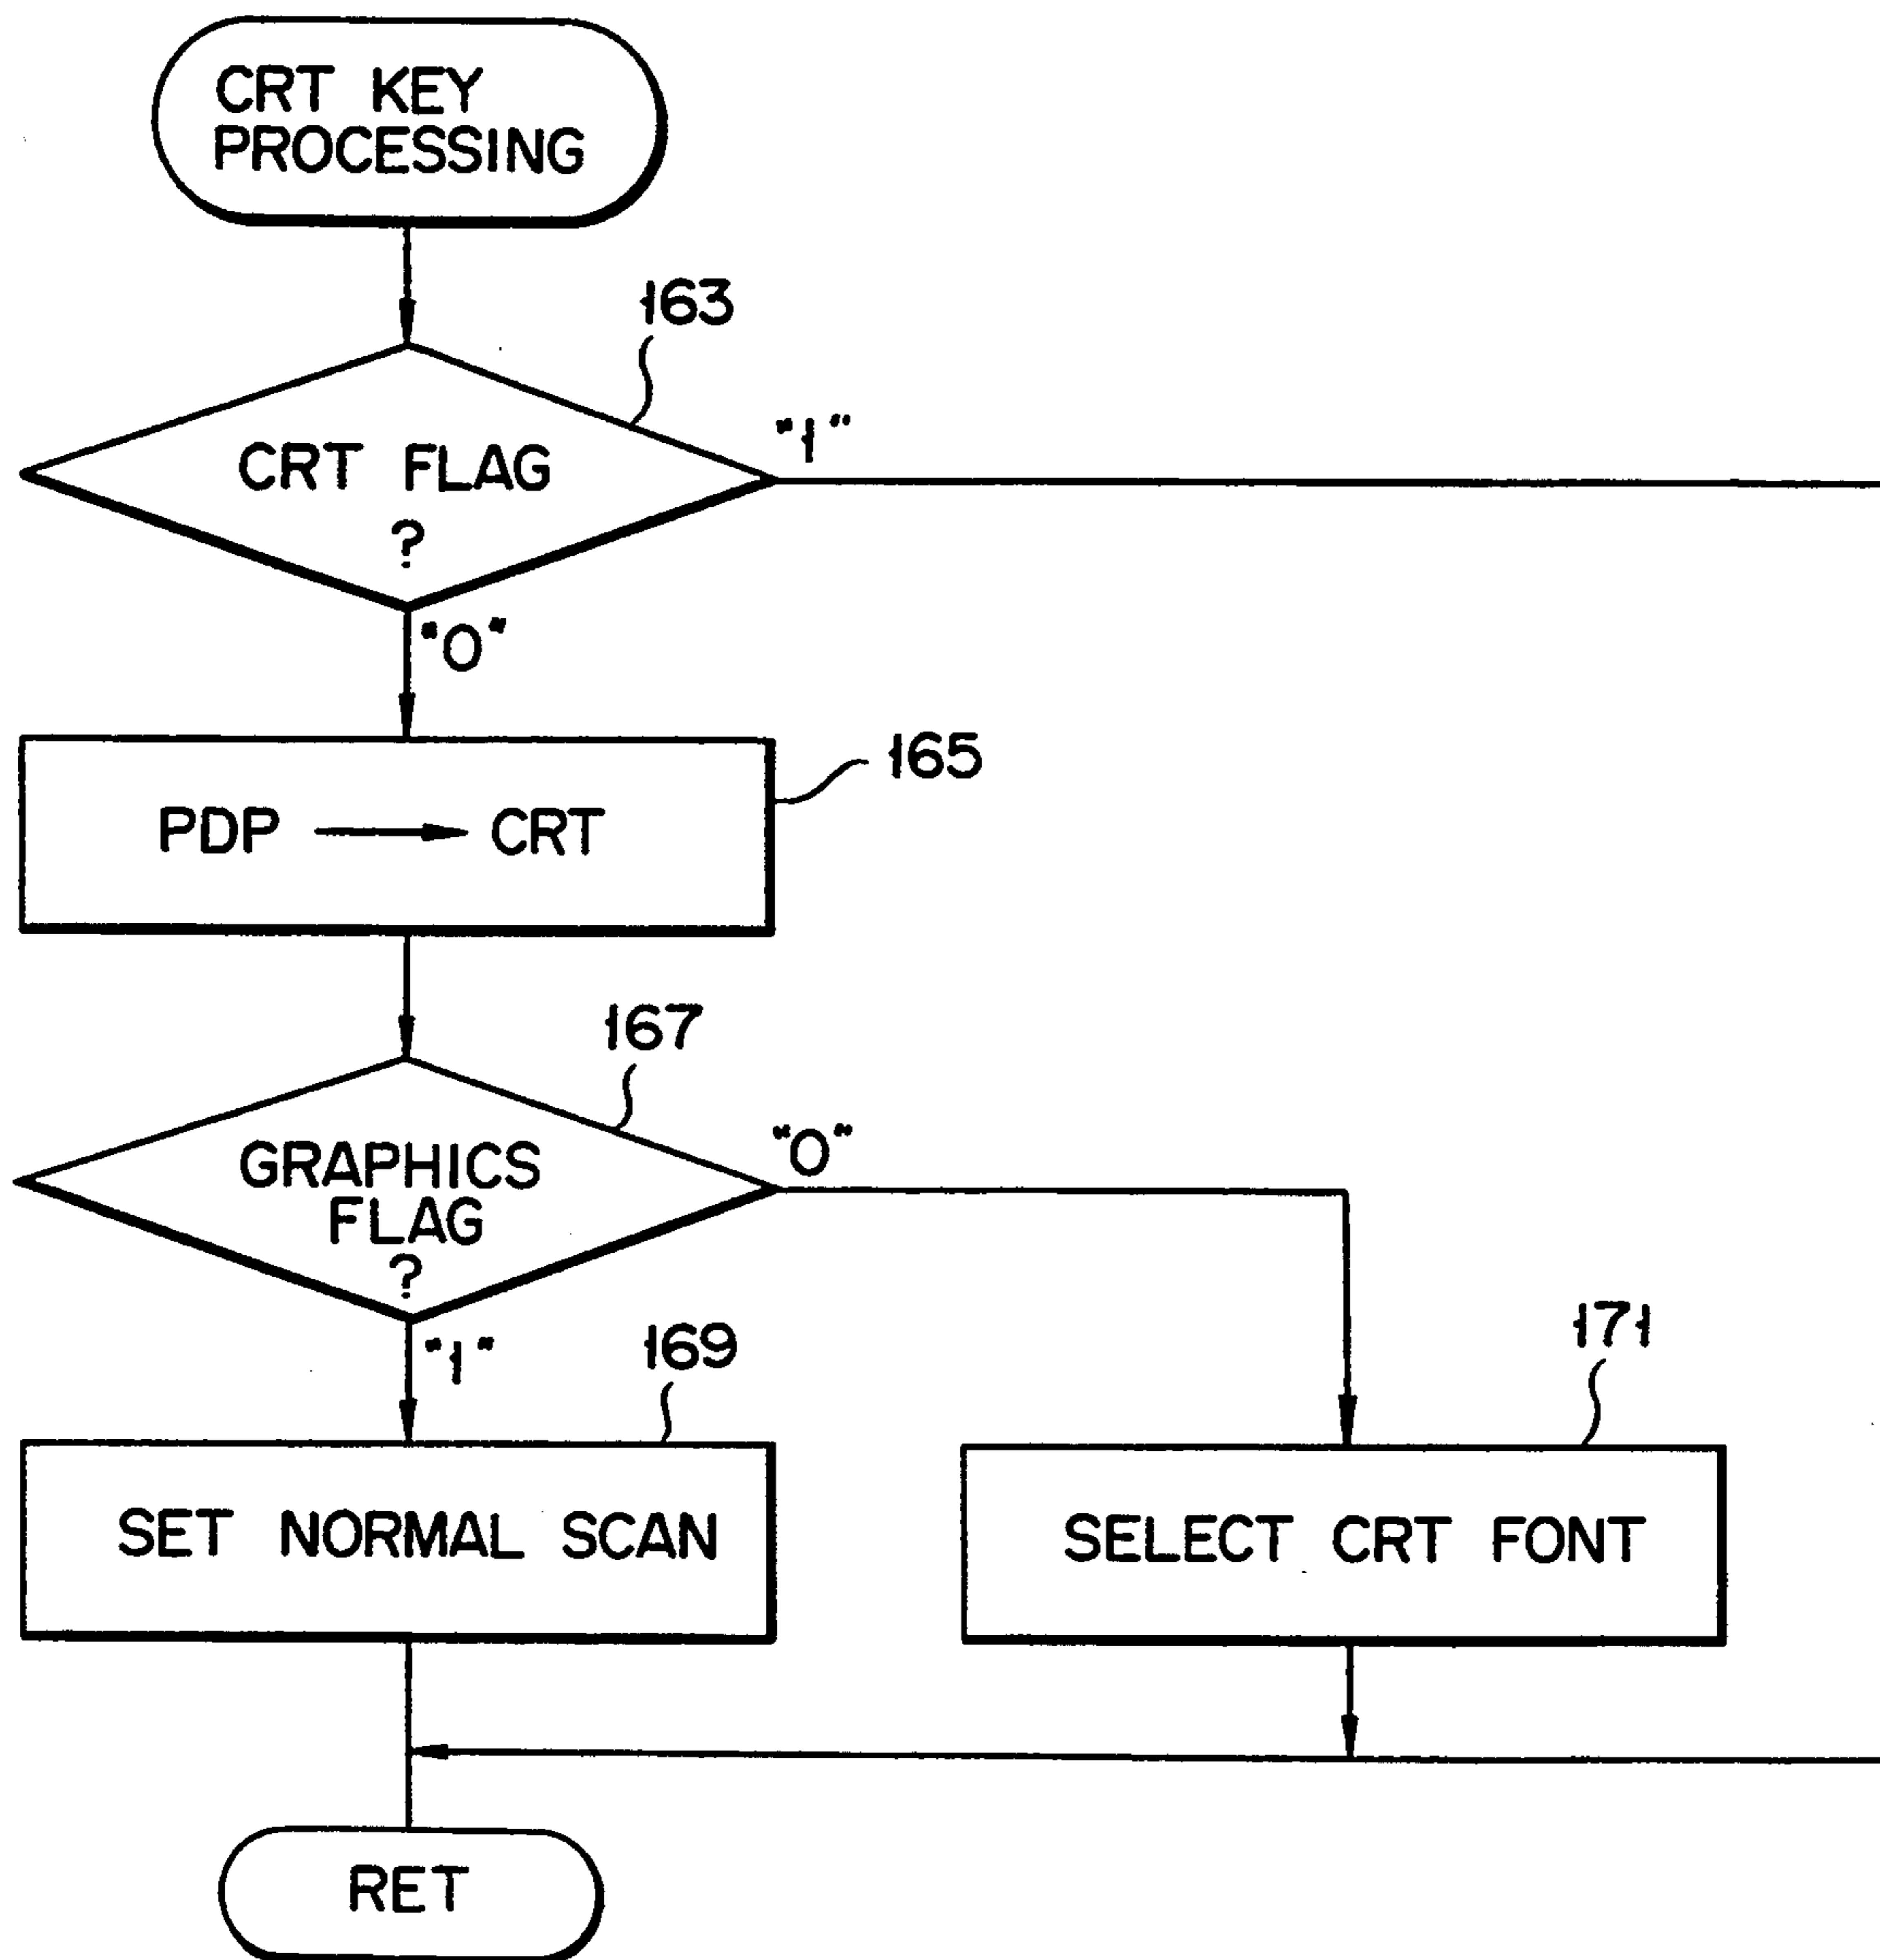 CRT KEY
PROCESSING
163
CRT FLAG
?
"1"
"0"
165
PDP → CRT
167
GRAPHICS
FLAG
?
"0"
"1"
169
171
SET NORMAL SCAN
SELECT CRT FONT
RET